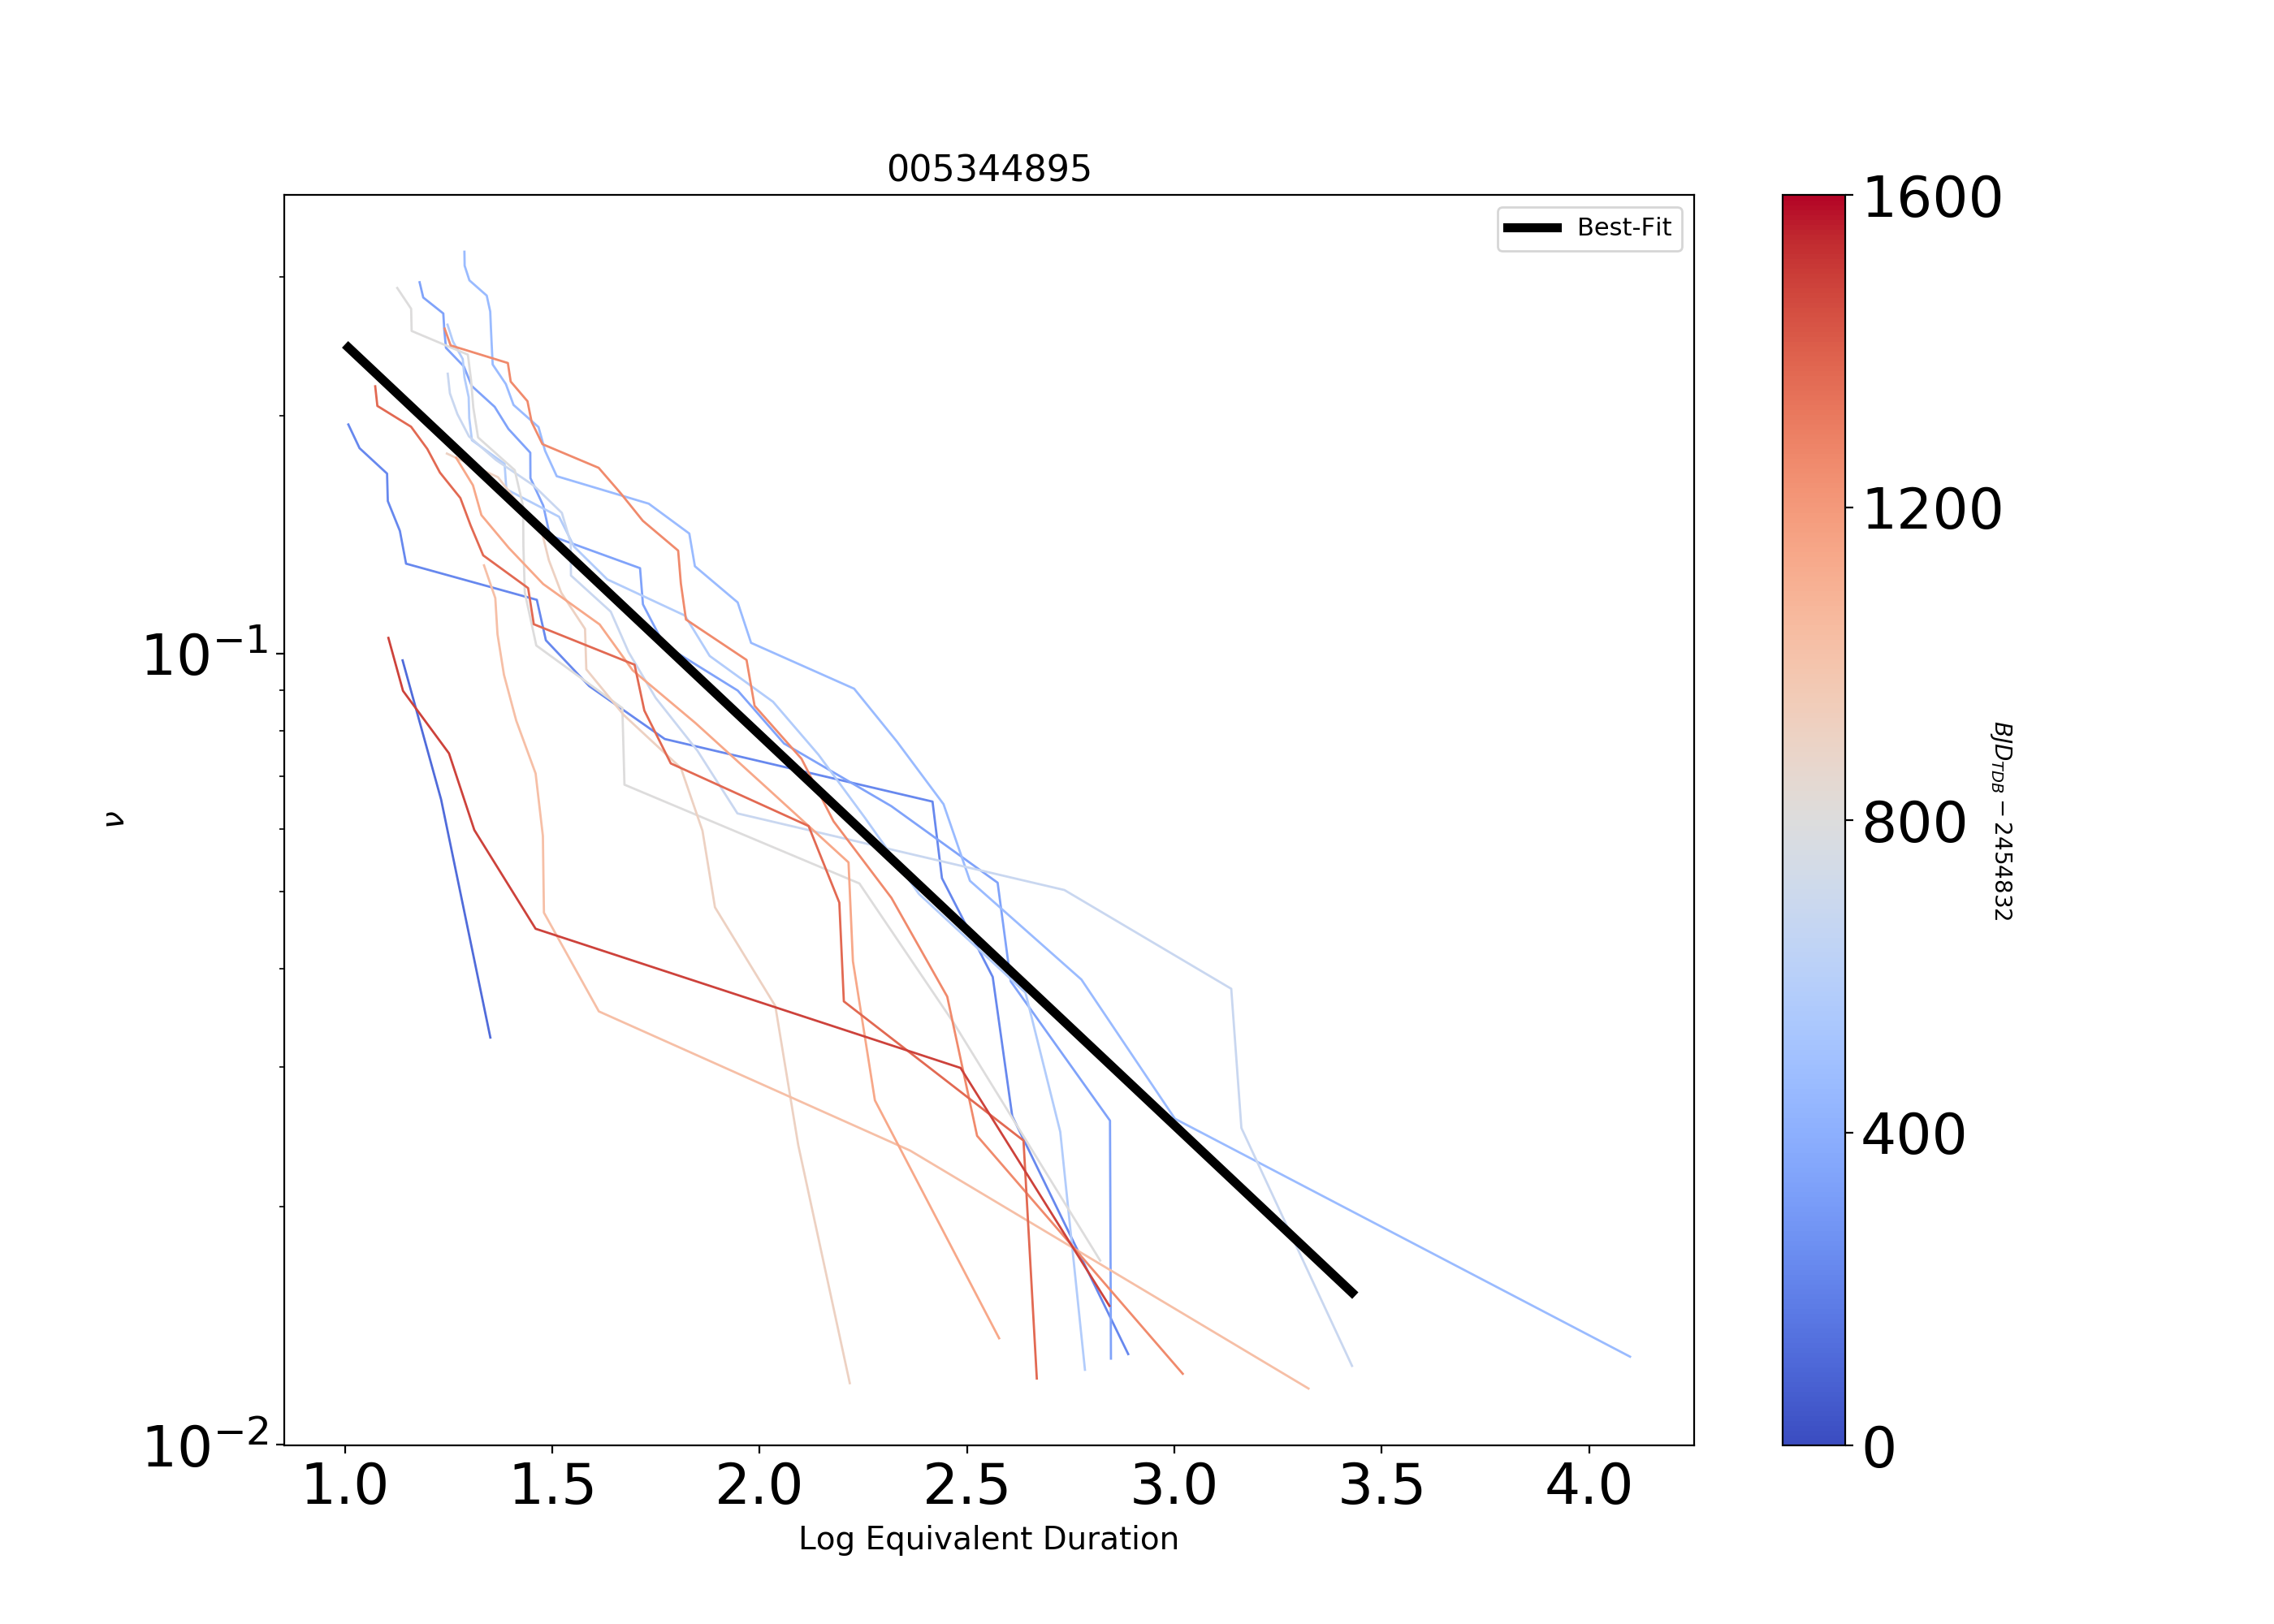 005344895
Best-Fit
ν
10⁻¹
10⁻²
1.0 1.5 2.0 2.5 3.0 3.5 4.0
Log Equivalent Duration
1600
1200
800
400
0
BJD_TDB − 2454832